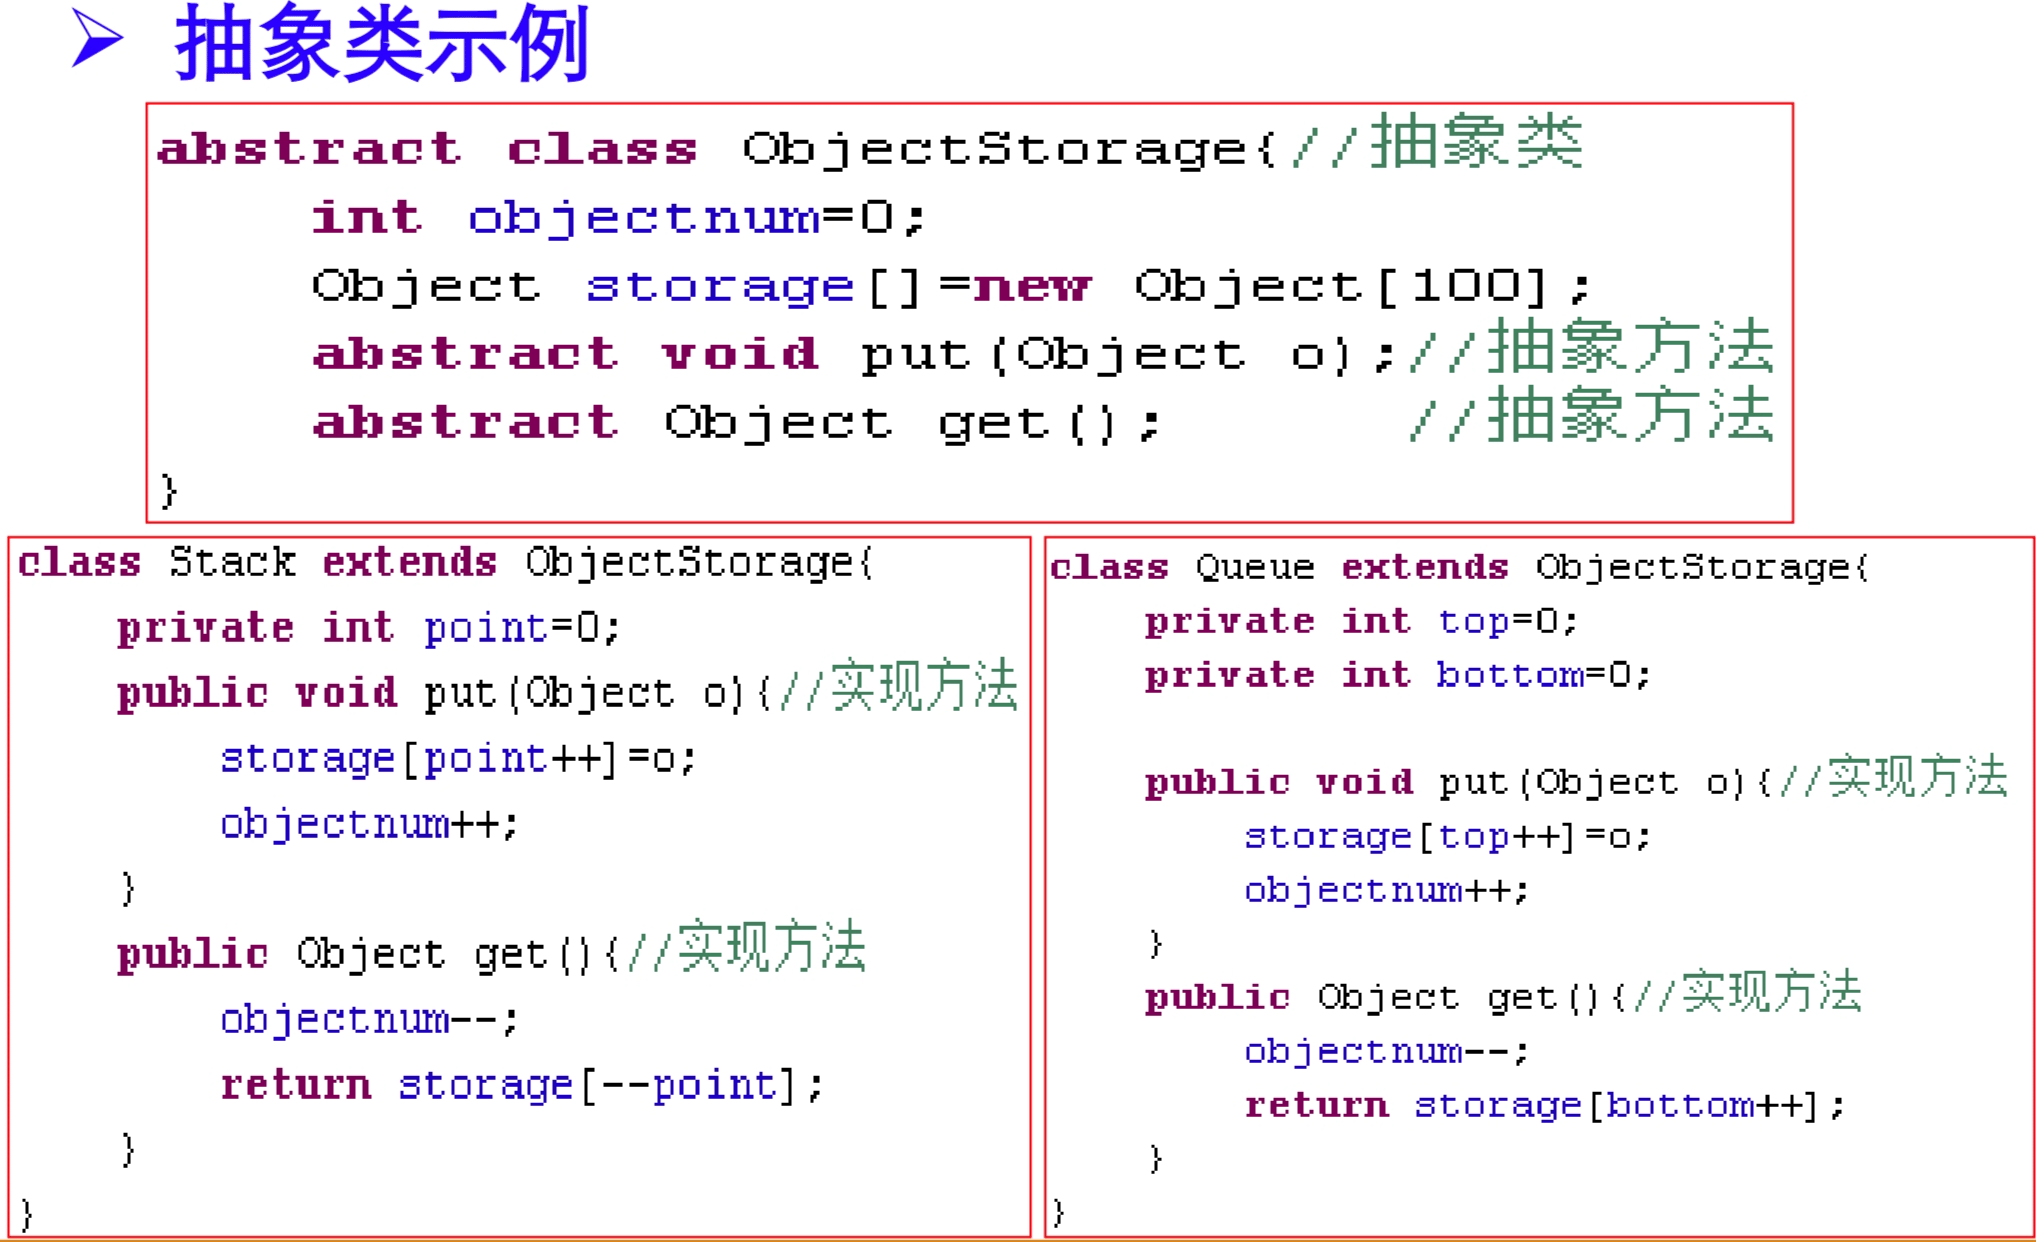 抽象类示例
abstract class ObjectStorage{//抽象类
int objectnum=0;
Object storage[]=new Object[100];
abstract void put(Object o);//抽象方法
abstract Object get(); //抽象方法
}
class Stack extends ObjectStorage{
private int point=0;
public void put(Object o){//实现方法
storage[point++]=o;
objectnum++;
}
public Object get(){//实现方法
objectnum--;
return storage[--point];
}
}
class Queue extends ObjectStorage{
private int top=0;
private int bottom=0;
public void put(Object o){//实现方法
storage[top++]=o;
objectnum++;
}
public Object get(){//实现方法
objectnum--;
return storage[bottom++];
}
}